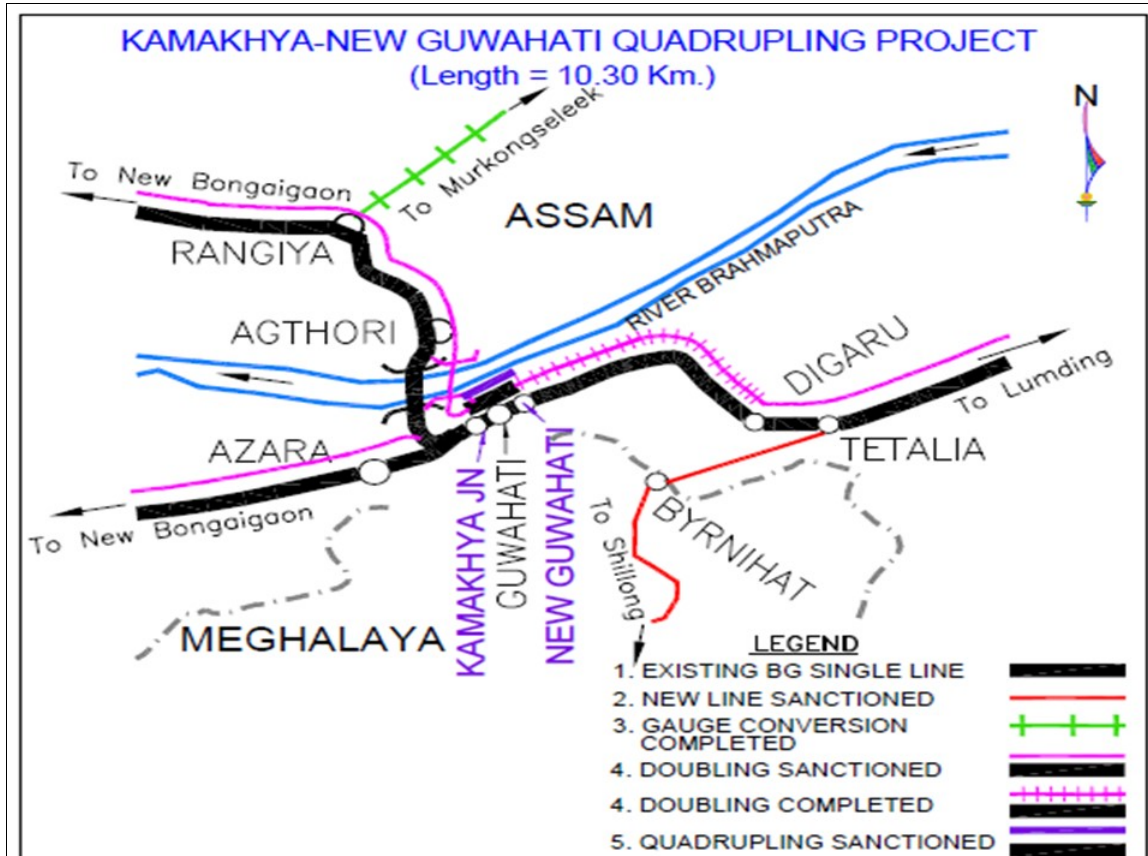 KAMAKHYA-NEW GUWAHATI QUADRUPLING PROJECT
(Length = 10.30 Km.)
N
To New Bongaigaon
To Murkongseleek
ASSAM
RANGIYA
RIVER BRAHMAPUTRA
AGTHORI
DIGARU
To Lumding
AZARA
TETALIA
To New Bongaigaon
KAMAKHYA JN
GUWAHATI
NEW GUWAHATI
BYRNIHAT
To Shillong
MEGHALAYA
LEGEND
1. EXISTING BG SINGLE LINE
2. NEW LINE SANCTIONED
3. GAUGE CONVERSION
COMPLETED
4. DOUBLING SANCTIONED
4. DOUBLING COMPLETED
5. QUADRUPLING SANCTIONED